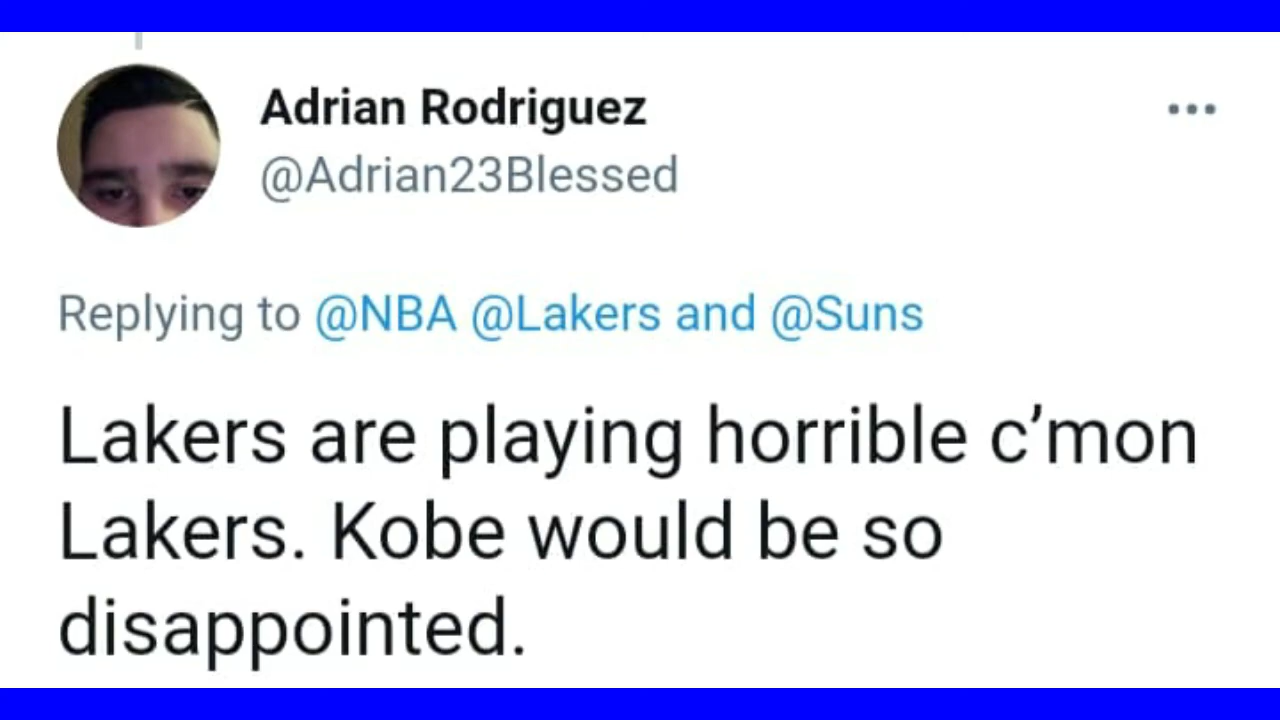 Adrian Rodriguez
@Adrian23Blessed
Replying to @NBA @Lakers and @Suns
Lakers are playing horrible c’mon
Lakers. Kobe would be so
disappointed.